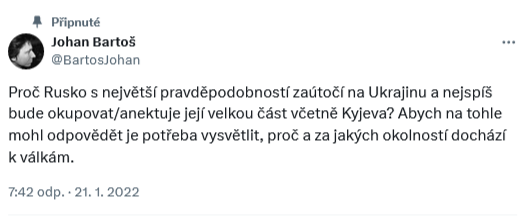 Připnuté
Johan Bartoš
@BartosJohan
Proč Rusko s největší pravděpodobností zaútočí na Ukrajinu a nejspíš
bude okupovat/anektuje její velkou část včetně Kyjeva? Abych na tohle
mohl odpovědět je potřeba vysvětlit, proč a za jakých okolností dochází
k válkám.
7:42 odp. · 21. 1. 2022